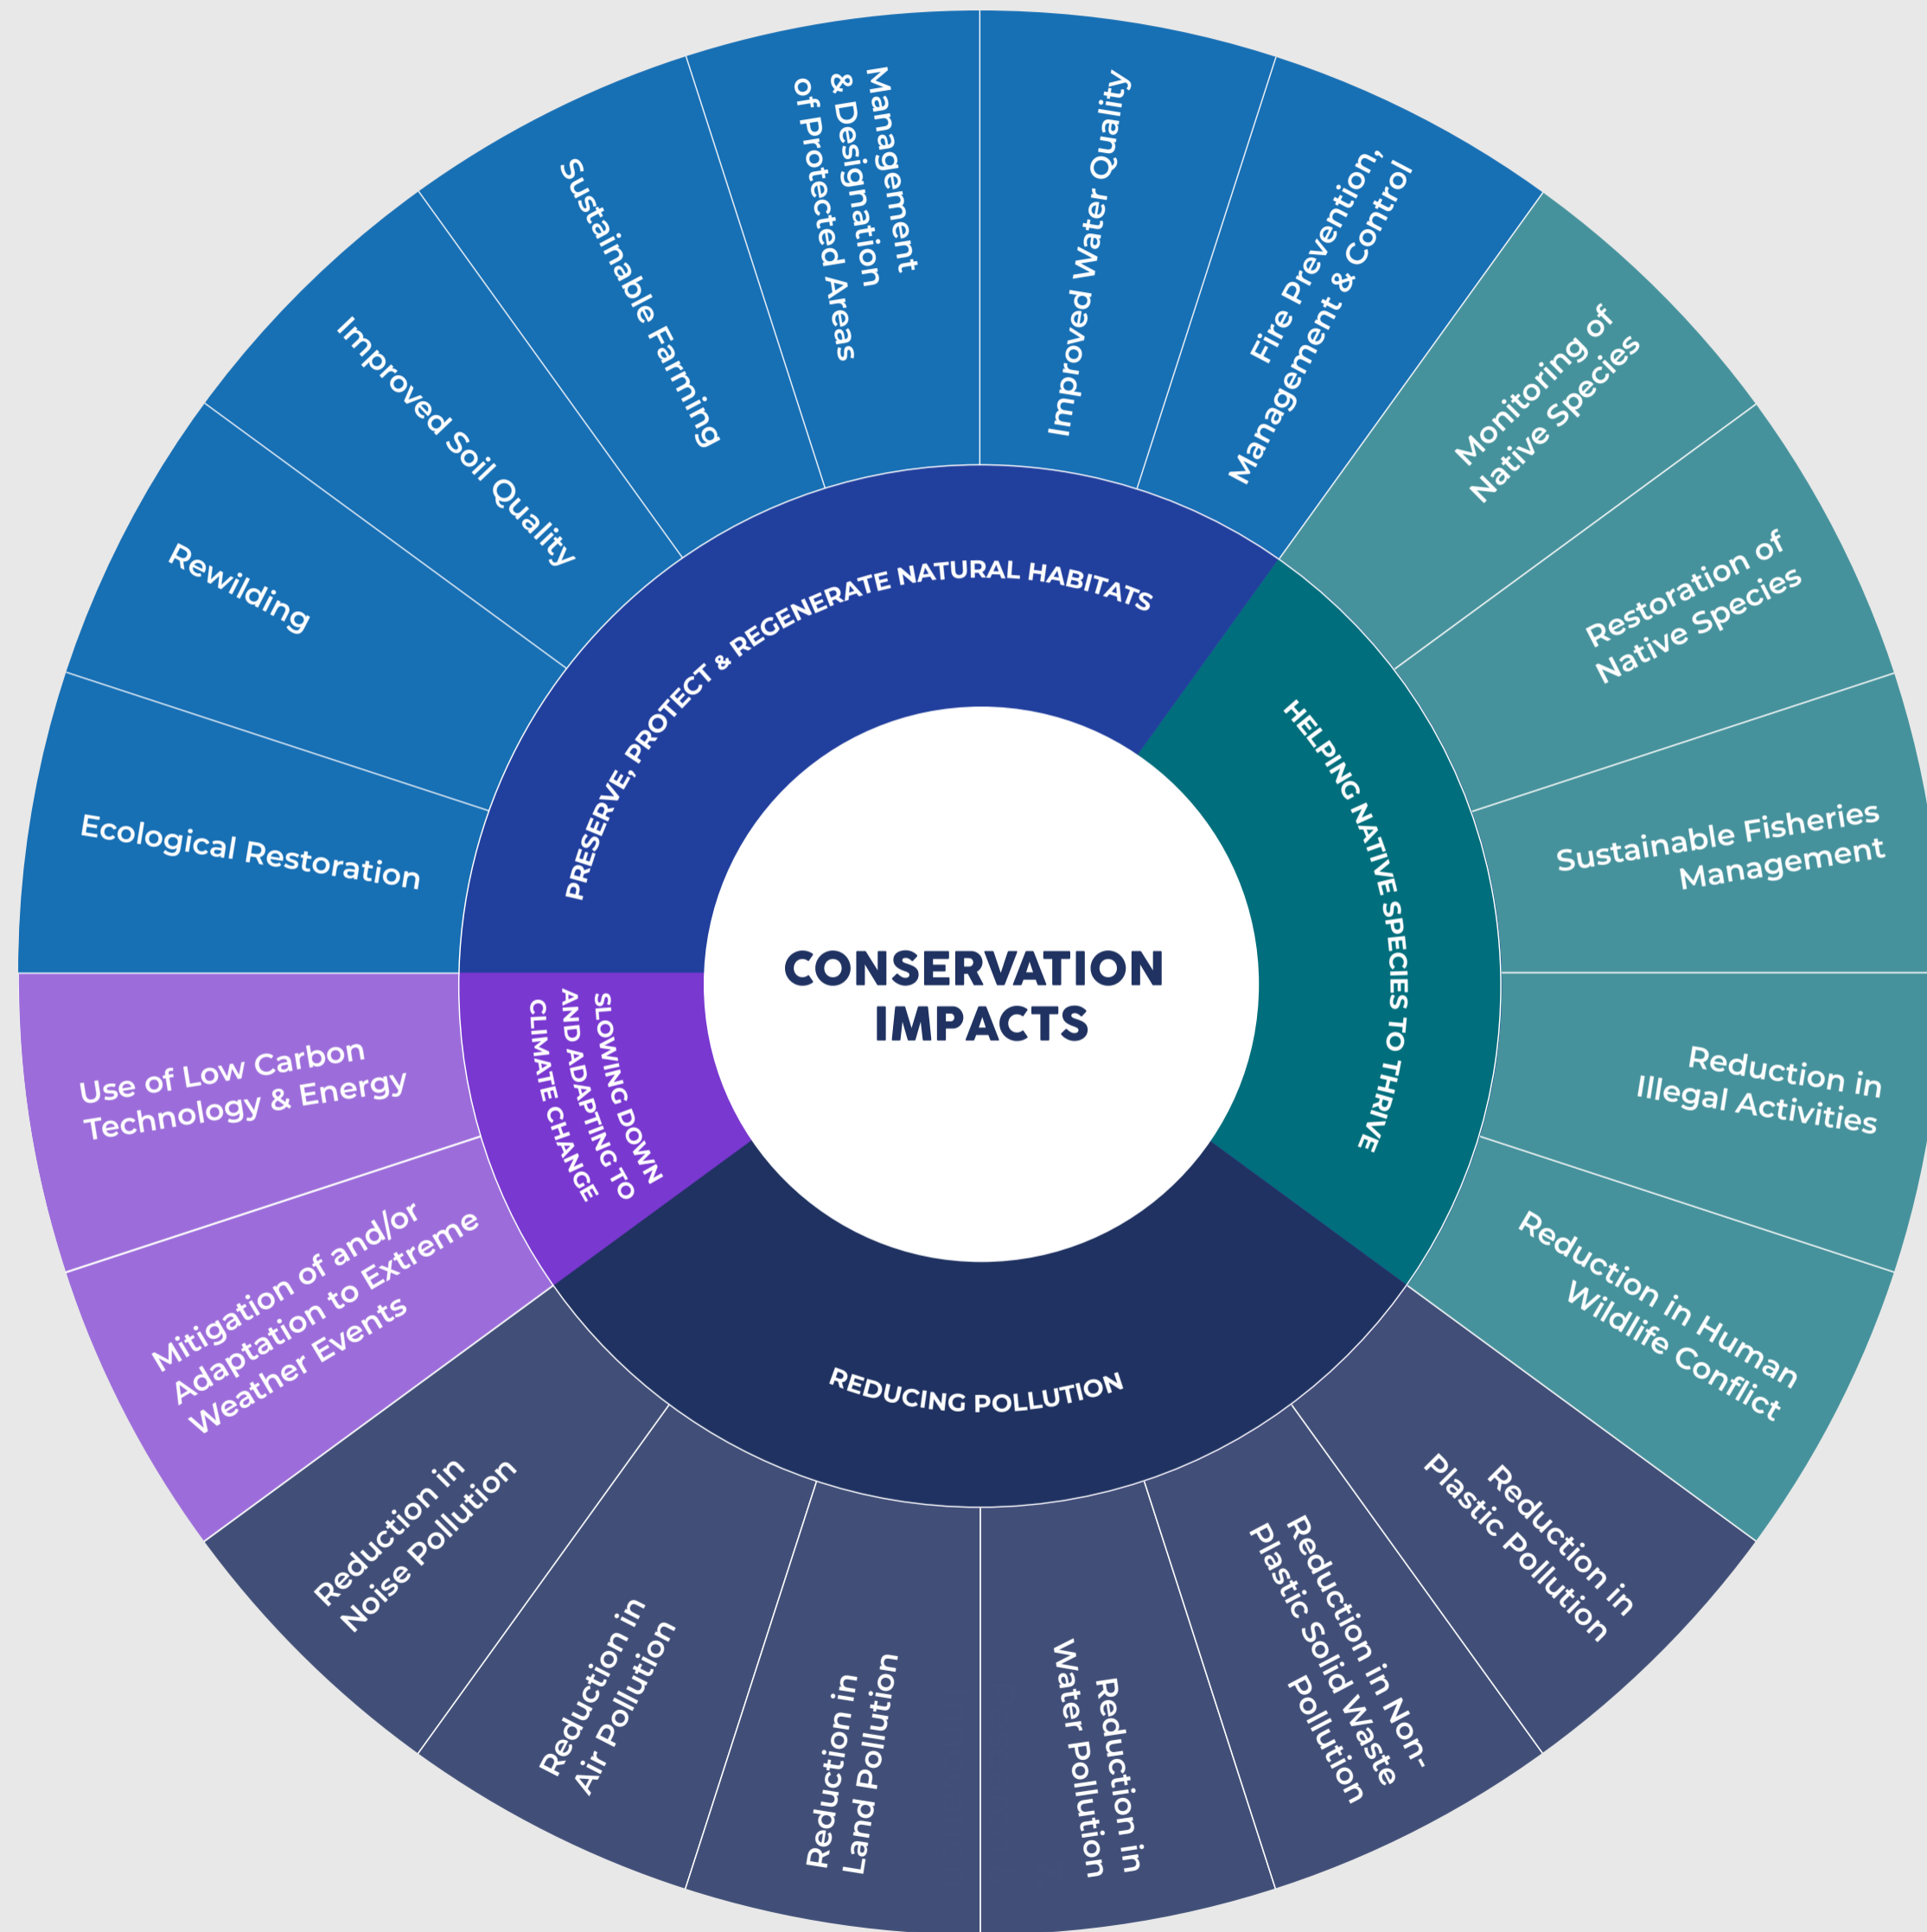 CONSERVATION
IMPACTS
PRESERVE, PROTECT & REGENERATE NATURAL HABITATS
Ecological Restoration
Rewilding
Improved Soil Quality
Sustainable Farming
Management
& Designation
of Protected Areas
Improved Water Quality
Fire Prevention,
Management & Control
HELPING NATIVE SPECIES TO THRIVE
Monitoring of
Native Species
Restoration of
Native Species
Sustainable Fisheries
Management
Reduction in
Illegal Activities
Reduction in Human
Wildlife Conflict
REDUCING POLLUTION
Reduction in
Plastic Pollution
Reduction in Non-
Plastic Solid Waste
Pollution
Reduction in
Water Pollution
Reduction in
Land Pollution
Reduction in
Air Pollution
Reduction in
Noise Pollution
SLOWING DOWN
AND ADAPTING TO
CLIMATE CHANGE
Mitigation of and/or
Adaptation to Extreme
Weather Events
Use of Low Carbon
Technology & Energy